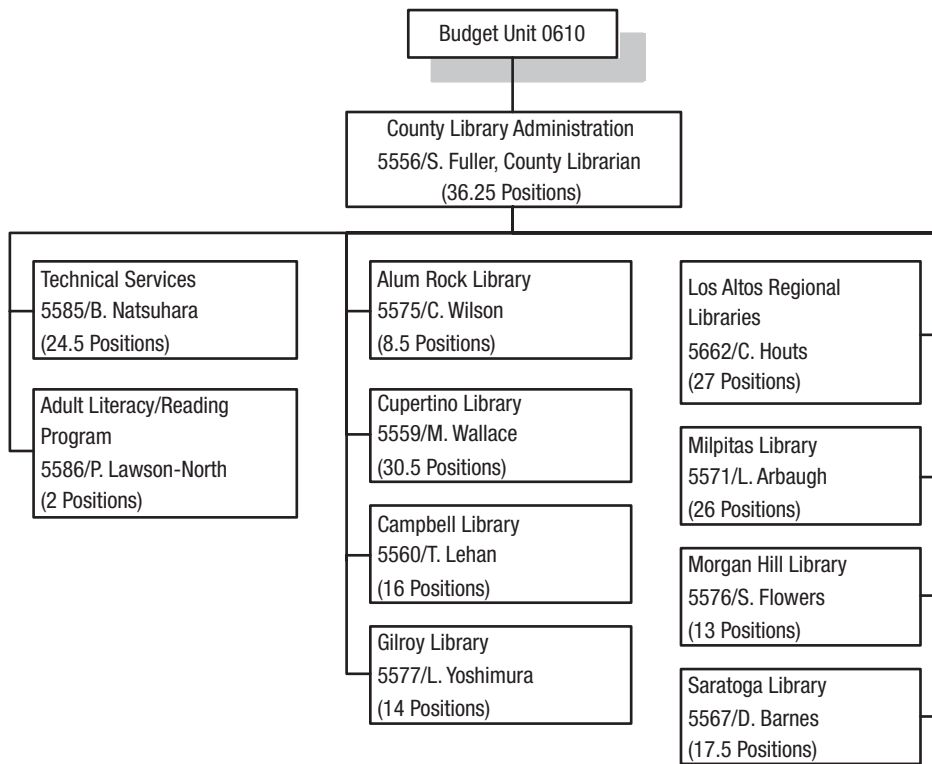 Budget Unit 0610
County Library Administration
5556/S. Fuller, County Librarian
(36.25 Positions)
Technical Services
5585/B. Natsuhara
(24.5 Positions)
Adult Literacy/Reading
Program
5586/P. Lawson-North
(2 Positions)
Alum Rock Library
5575/C. Wilson
(8.5 Positions)
Cupertino Library
5559/M. Wallace
(30.5 Positions)
Campbell Library
5560/T. Lehan
(16 Positions)
Gilroy Library
5577/L. Yoshimura
(14 Positions)
Los Altos Regional
Libraries
5662/C. Houts
(27 Positions)
Milpitas Library
5571/L. Arbaugh
(26 Positions)
Morgan Hill Library
5576/S. Flowers
(13 Positions)
Saratoga Library
5567/D. Barnes
(17.5 Positions)